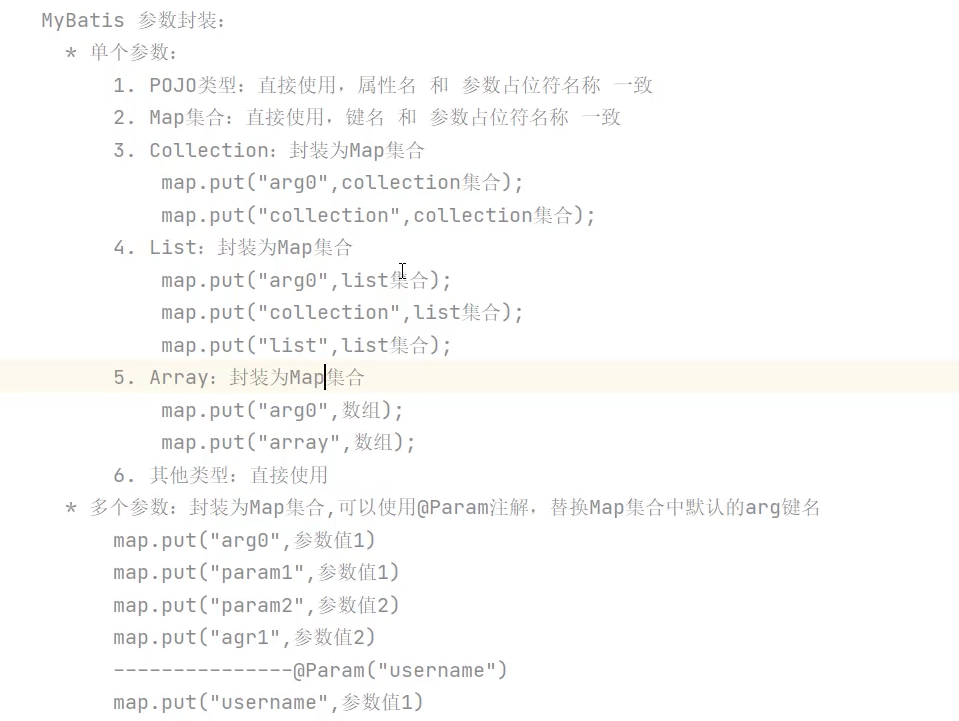 MyBatis 参数封装：
* 单个参数：
1. POJO类型：直接使用，属性名 和 参数占位符名称 一致
2. Map集合：直接使用，键名 和 参数占位符名称 一致
3. Collection：封装为Map集合
map.put("arg0",collection集合);
map.put("collection",collection集合);
4. List：封装为Map集合
map.put("arg0",list集合);
map.put("collection",list集合);
map.put("list",list集合);
5. Array：封装为Map集合
map.put("arg0",数组);
map.put("array",数组);
6. 其他类型：直接使用
* 多个参数：封装为Map集合,可以使用@Param注解，替换Map集合中默认的arg键名
map.put("arg0",参数值1)
map.put("param1",参数值1)
map.put("param2",参数值2)
map.put("agr1",参数值2)
---------------@Param("username")
map.put("username",参数值1)